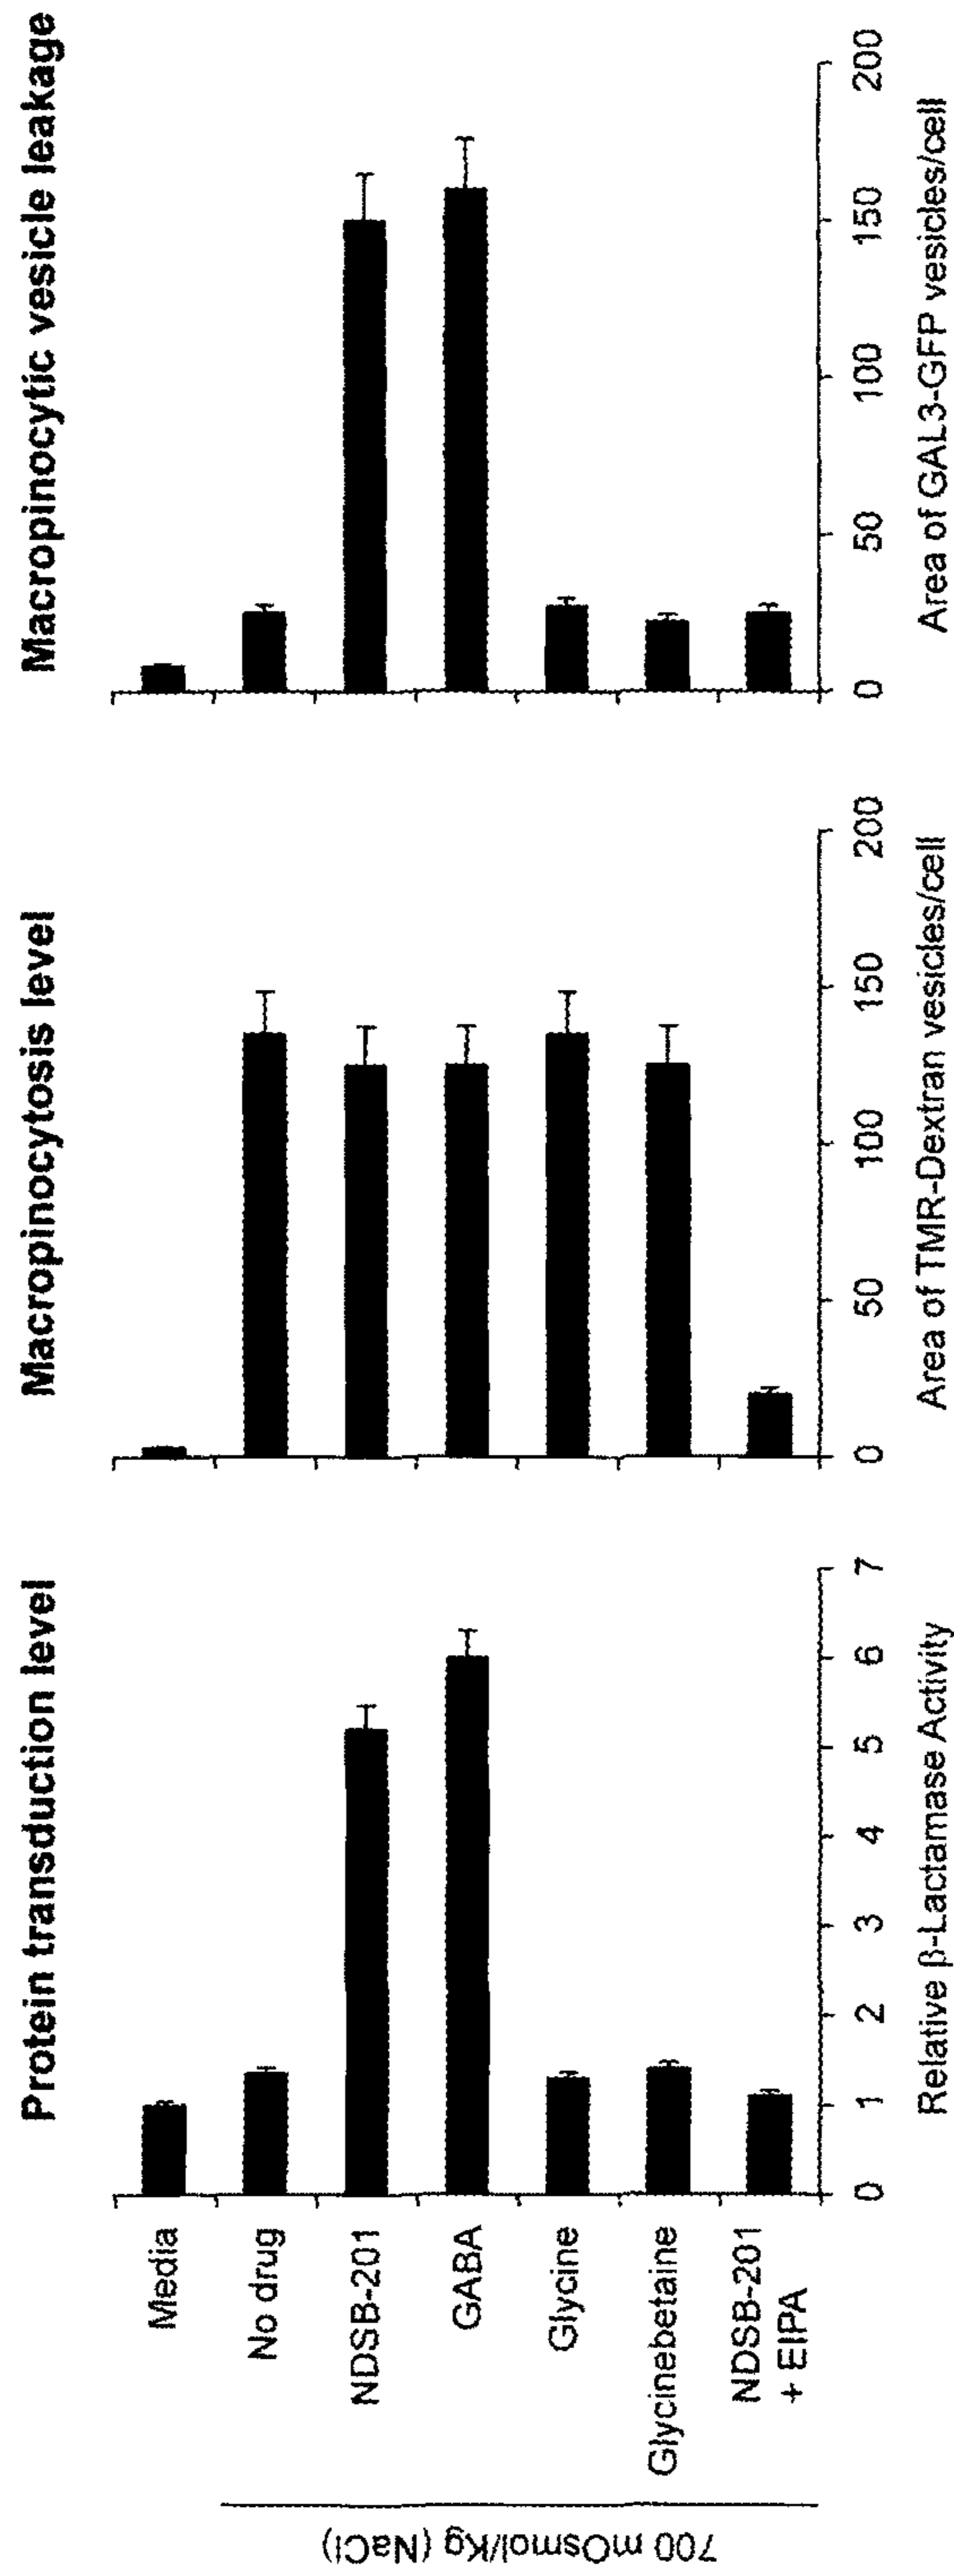 Protein transduction level
Macropinocytosis level
Macropinocytic vesicle leakage
700 mOsmol/Kg (NaCl)
Media
No drug
NDSB-201
GABA
Glycine
Glycinebetaine
NDSB-201
+ EIPA
0 1 2 3 4 5 6 7
Relative β-Lactamase Activity
0 50 100 150 200
Area of TMR-Dextran vesicles/cell
0 50 100 150 200
Area of GAL3-GFP vesicles/cell